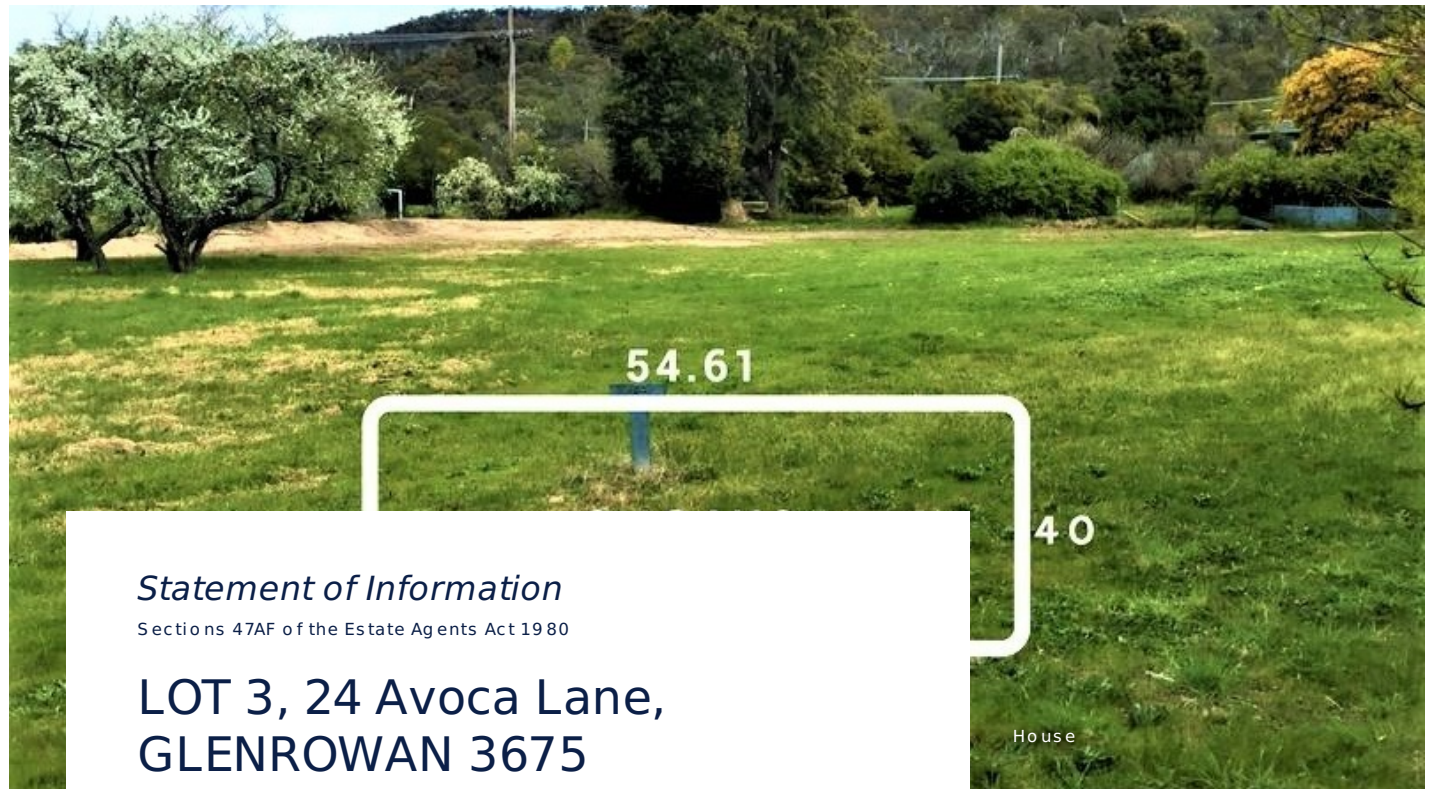 54.61
40
Statement of Information
Sections 47AF of the Estate Agents Act 1980
LOT 3, 24 Avoca Lane,
GLENROWAN 3675
House